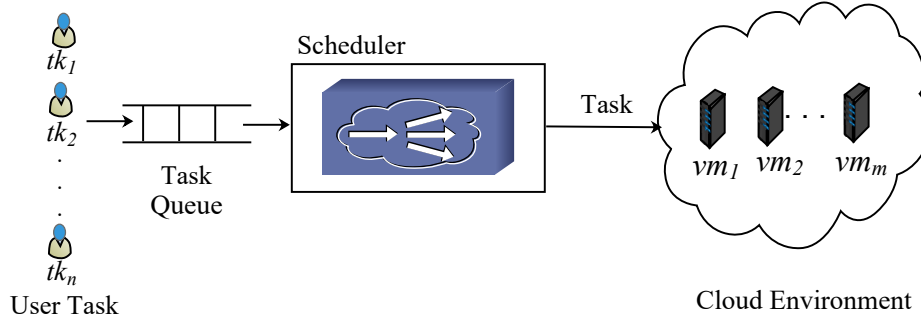 tk1
tk2
.
.
.
tkn
User Task
Task
Queue
Scheduler
Task
vm1
vm2
. . .
vmm
Cloud Environment